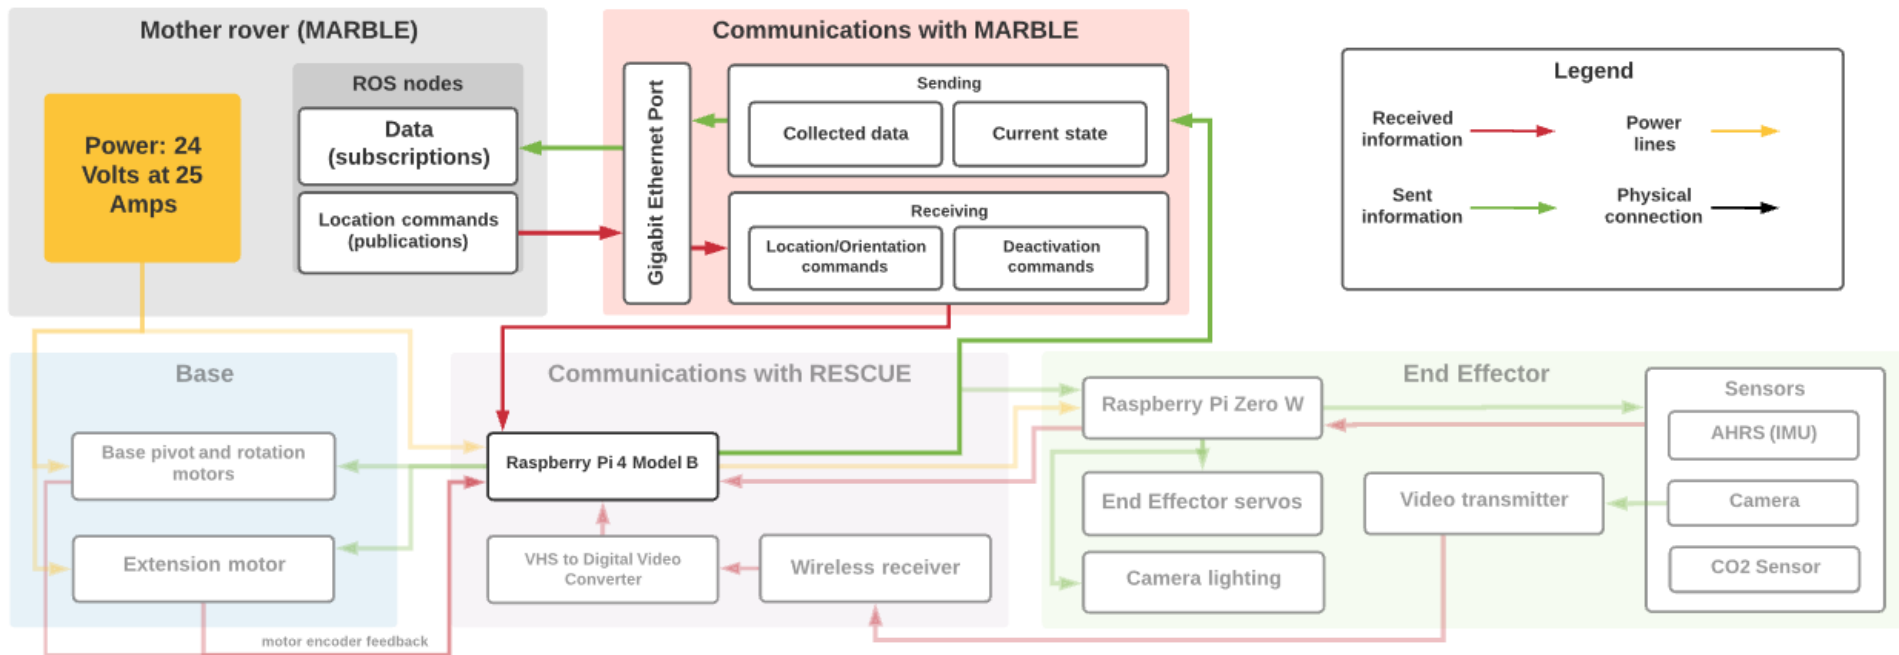 Mother rover (MARBLE)
Power: 24
Volts at 25
Amps
ROS nodes
Data
(subscriptions)
Location commands
(publications)
Communications with MARBLE
Gigabit Ethernet Port
Sending
Collected data
Current state
Receiving
Location/Orientation
commands
Deactivation
commands
Legend
Received
information
Power
lines
Sent
information
Physical
connection
Base
Base pivot and rotation
motors
Extension motor
motor encoder feedback
Communications with RESCUE
Raspberry Pi 4 Model B
VHS to Digital Video
Converter
Wireless receiver
End Effector
Raspberry Pi Zero W
End Effector servos
Camera lighting
Video transmitter
Sensors
AHRS (IMU)
Camera
CO2 Sensor